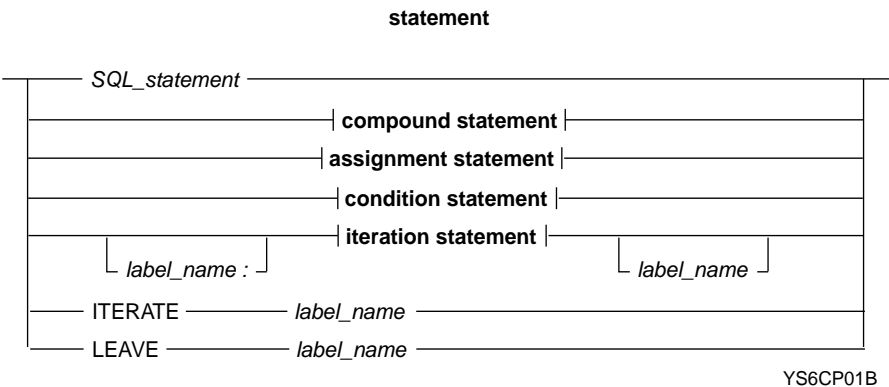 statement
SQL_statement
compound statement
assignment statement
condition statement
iteration statement
label_name : label_name
ITERATE label_name
LEAVE label_name
YS6CP01B